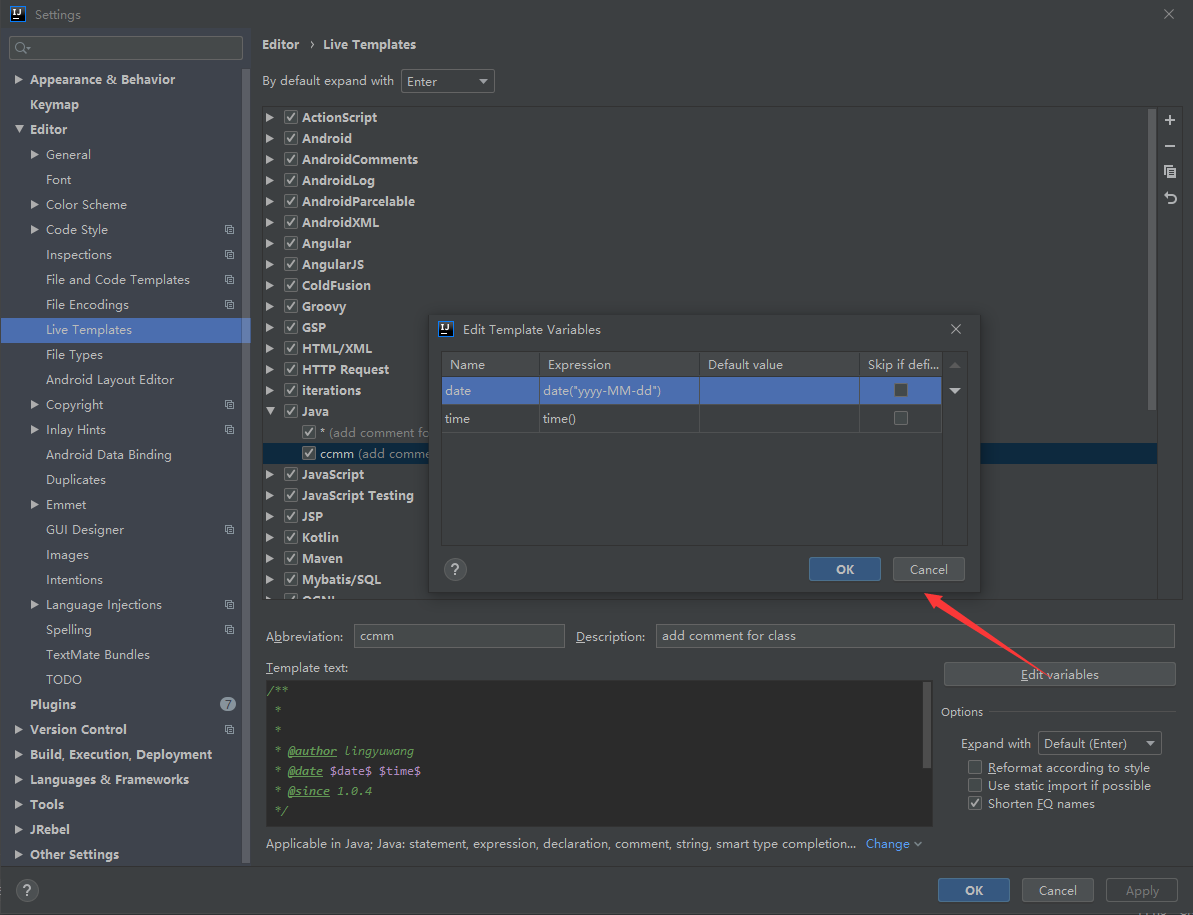 Settings
Appearance & Behavior
Keymap
Editor
General
Font
Color Scheme
Code Style
Inspections
File and Code Templates
File Encodings
Live Templates
File Types
Android Layout Editor
Copyright
Inlay Hints
Android Data Binding
Duplicates
Emmet
GUI Designer
Images
Intentions
Language Injections
Spelling
TextMate Bundles
TODO
Plugins 7
Version Control
Build, Execution, Deployment
Languages & Frameworks
Tools
JRebel
Other Settings
Editor › Live Templates
By default expand with Enter
ActionScript
Android
AndroidComments
AndroidLog
AndroidParcelable
AndroidXML
Angular
AngularJS
ColdFusion
Groovy
GSP
HTML/XML
HTTP Request
iterations
Java
* (add comment fo
ccmm (add comme
JavaScript
JavaScript Testing
JSP
Kotlin
Maven
Mybatis/SQL
Edit Template Variables
Name Expression Default value Skip if defi...
date date("yyyy-MM-dd")
time time()
? OK Cancel
Abbreviation: ccmm Description: add comment for class
Template text:
/**
*
*
* @author lingyuwang
* @date $date$ $time$
* @since 1.0.4
*/
Edit variables
Options
Expand with Default (Enter)
Reformat according to style
Use static import if possible
Shorten FQ names
Applicable in Java; Java: statement, expression, declaration, comment, string, smart type completion... Change
? OK Cancel Apply